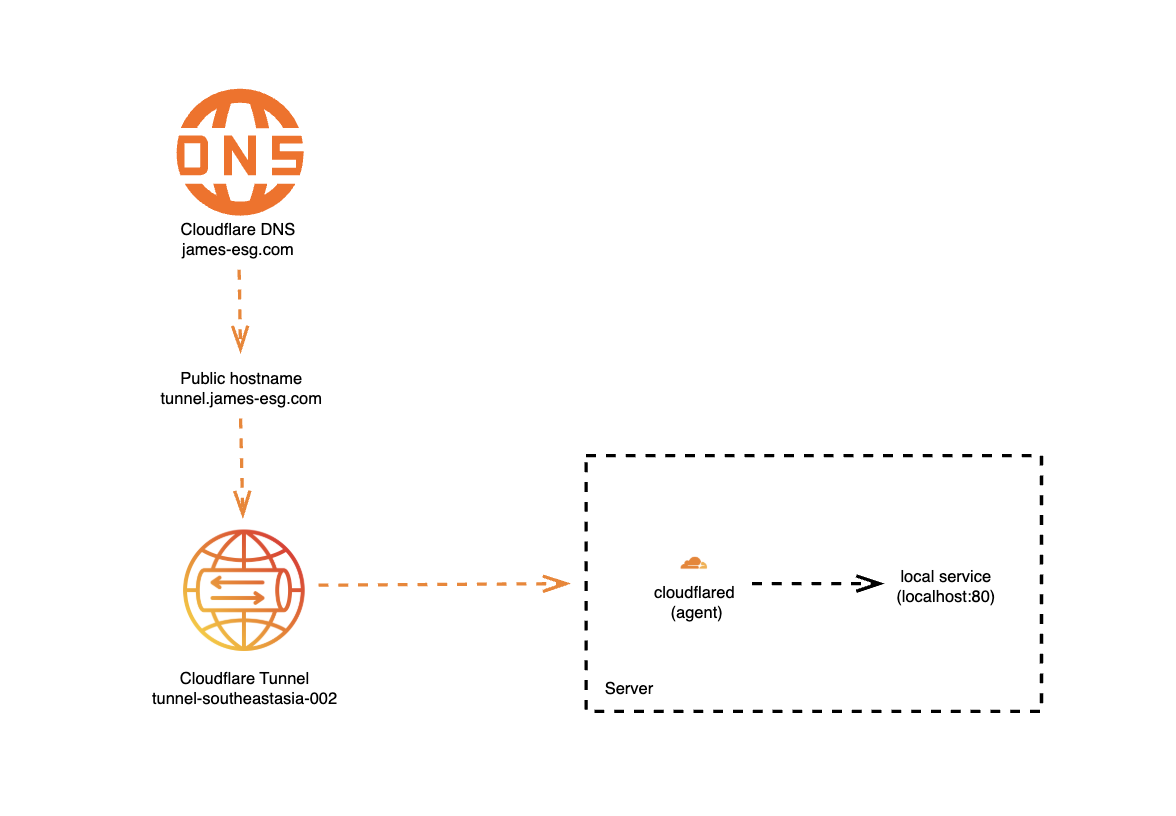 DNS
Cloudflare DNS
james-esg.com
Public hostname
tunnel.james-esg.com
Cloudflare Tunnel
tunnel-southeastasia-002
cloudflared
(agent)
local service
(localhost:80)
Server